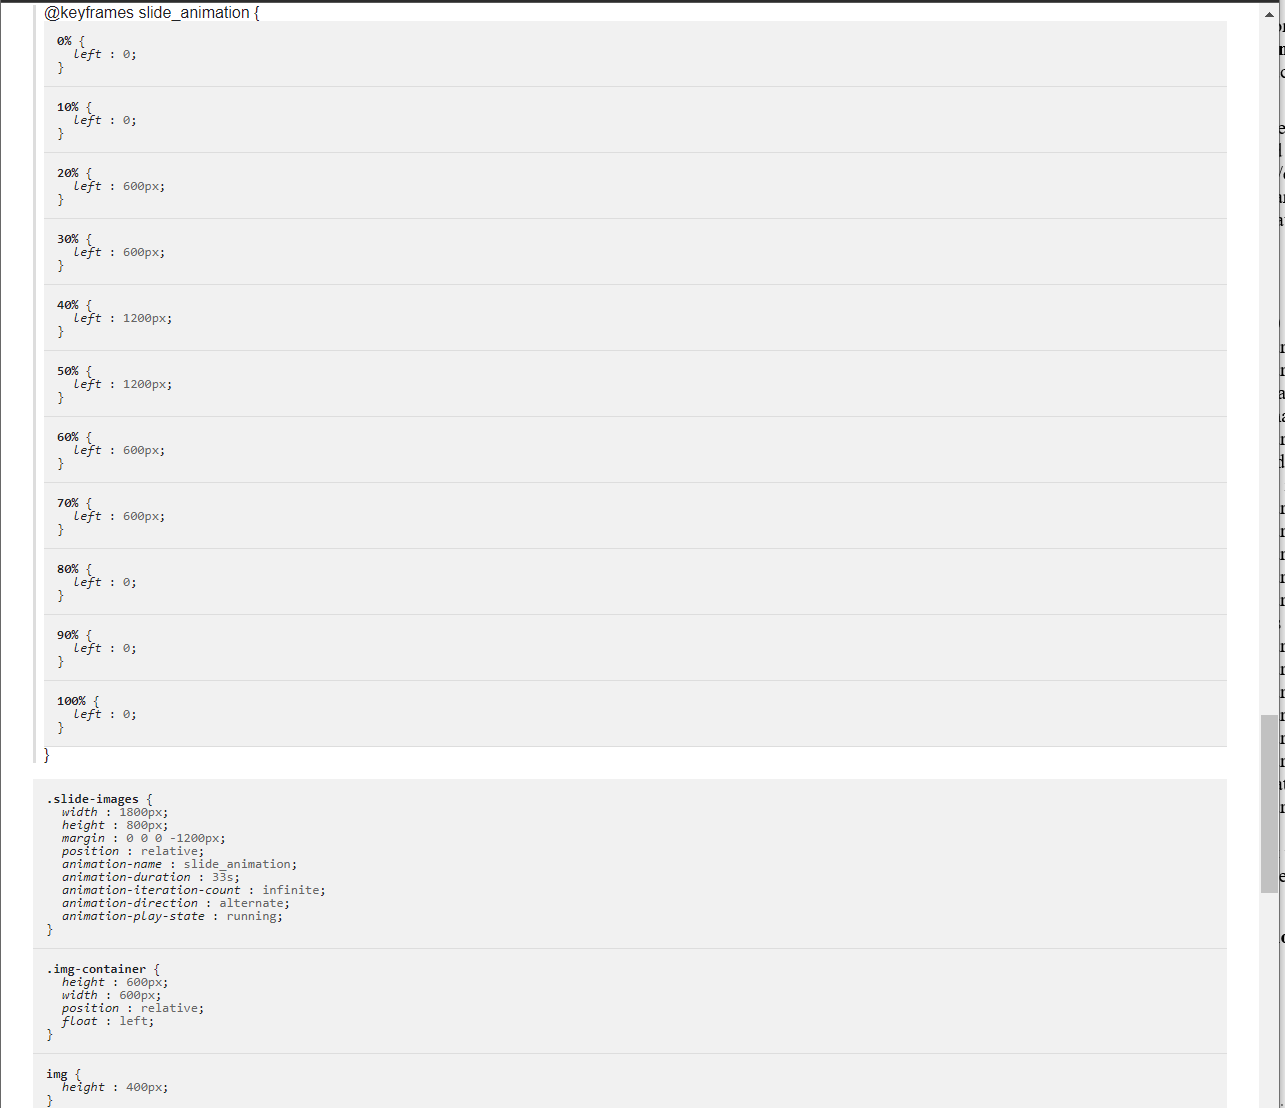 @keyframes slide_animation {
0% {
left : 0;
}
10% {
left : 0;
}
20% {
left : 600px;
}
30% {
left : 600px;
}
40% {
left : 1200px;
}
50% {
left : 1200px;
}
60% {
left : 600px;
}
70% {
left : 600px;
}
80% {
left : 0;
}
90% {
left : 0;
}
100% {
left : 0;
}
}
.slide-images {
width : 1800px;
height : 800px;
margin : 0 0 0 -1200px;
position : relative;
animation-name : slide_animation;
animation-duration : 33s;
animation-iteration-count : infinite;
animation-direction : alternate;
animation-play-state : running;
}
.img-container {
height : 600px;
width : 600px;
position : relative;
float : left;
}
img {
height : 400px;
}